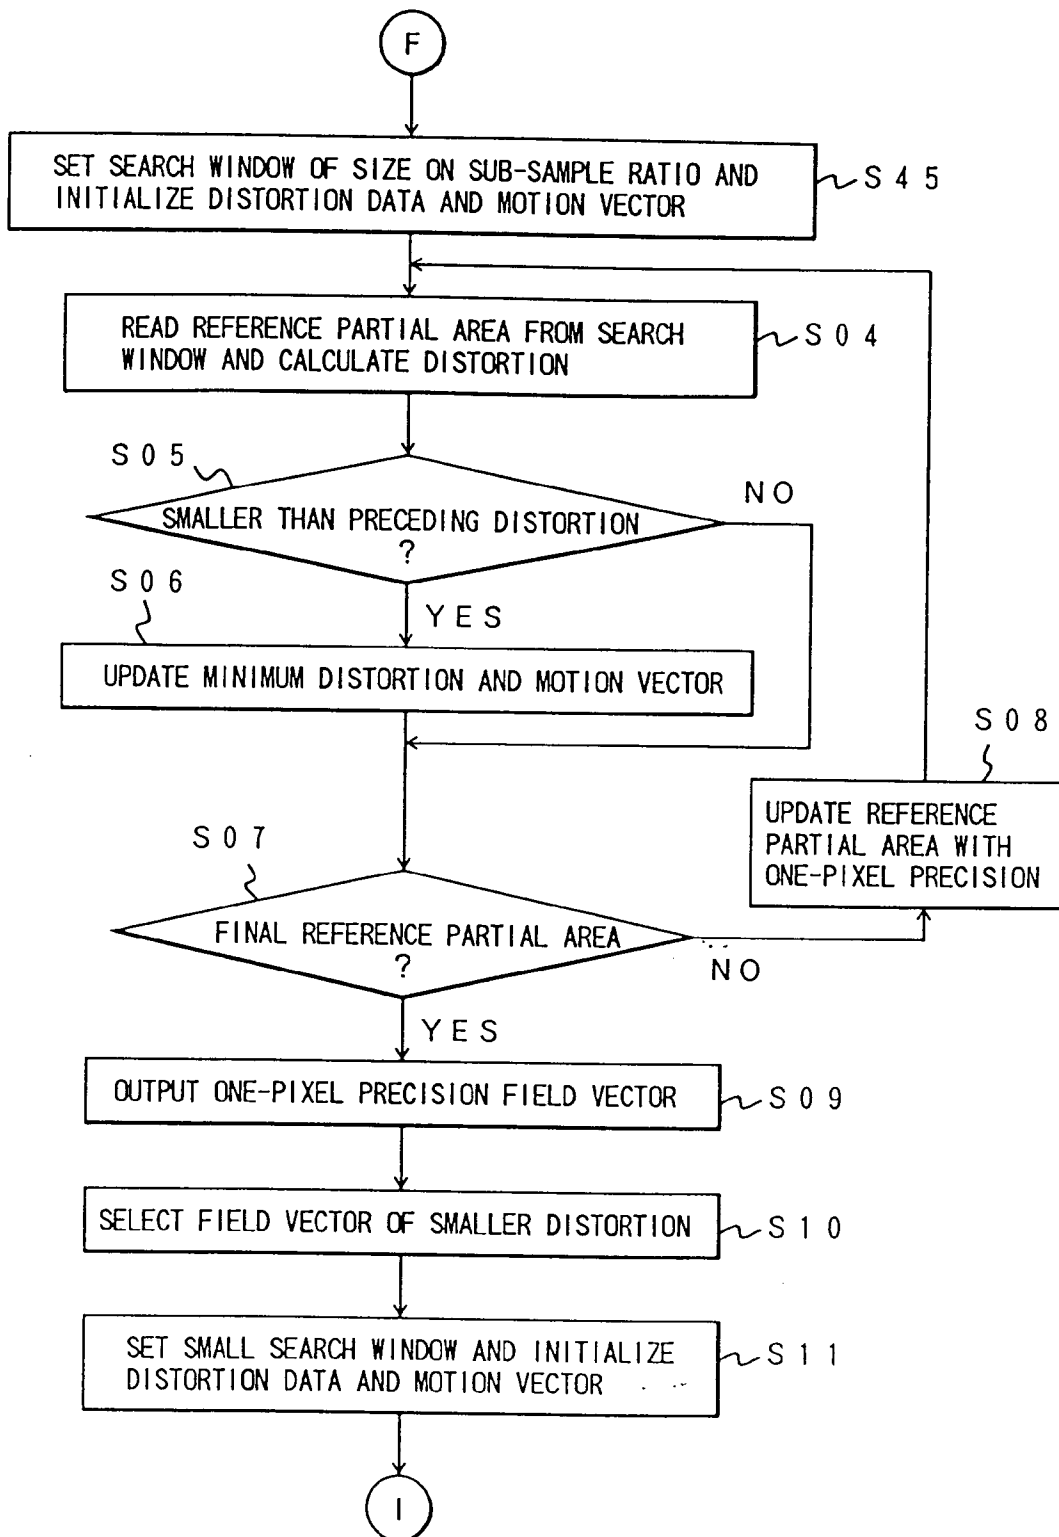 F
SET SEARCH WINDOW OF SIZE ON SUB-SAMPLE RATIO AND
INITIALIZE DISTORTION DATA AND MOTION VECTOR
S45
READ REFERENCE PARTIAL AREA FROM SEARCH
WINDOW AND CALCULATE DISTORTION
S04
S05
SMALLER THAN PRECEDING DISTORTION
?
NO
S06
YES
UPDATE MINIMUM DISTORTION AND MOTION VECTOR
S08
UPDATE REFERENCE
PARTIAL AREA WITH
ONE-PIXEL PRECISION
S07
FINAL REFERENCE PARTIAL AREA
?
NO
YES
OUTPUT ONE-PIXEL PRECISION FIELD VECTOR
S09
SELECT FIELD VECTOR OF SMALLER DISTORTION
S10
SET SMALL SEARCH WINDOW AND INITIALIZE
DISTORTION DATA AND MOTION VECTOR
S11
I